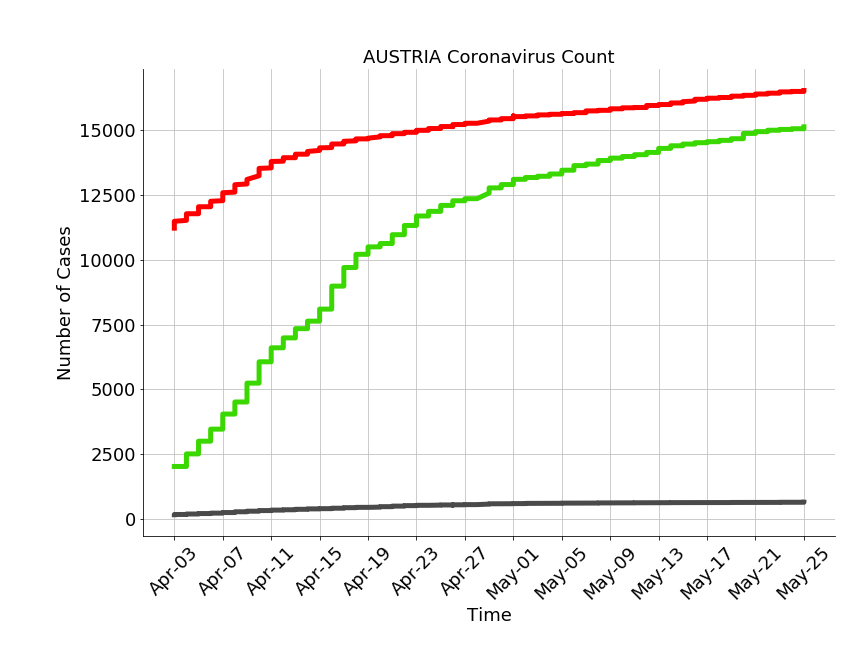 AUSTRIA Coronavirus Count
Number of Cases
15000
12500
10000
7500
5000
2500
0
Apr-03
Apr-07
Apr-11
Apr-15
Apr-19
Apr-23
Apr-27
May-01
May-05
May-09
May-13
May-17
May-21
May-25
Time